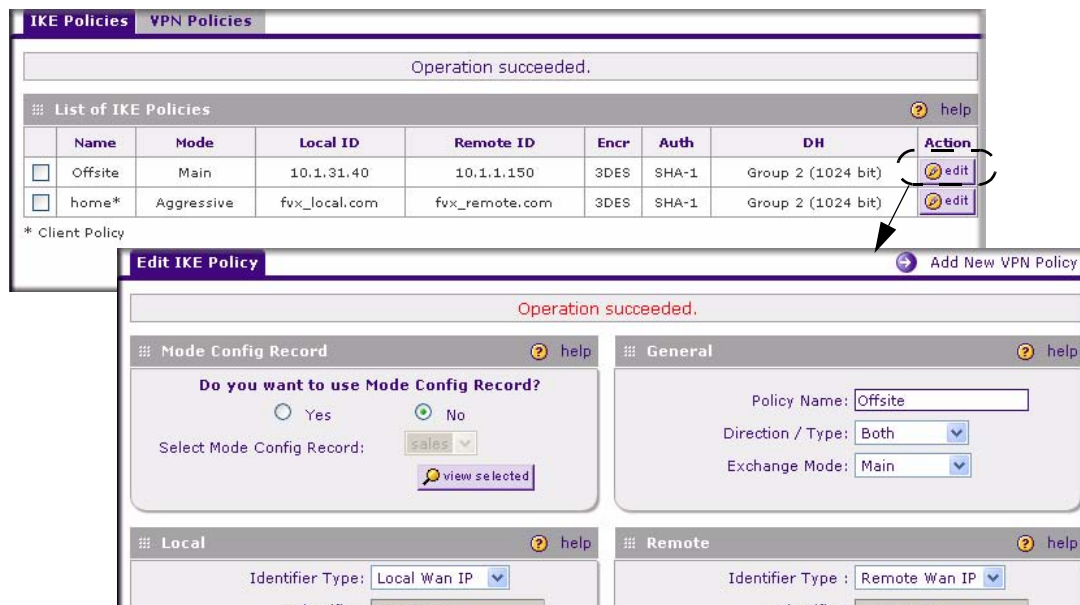 IKE Policies VPN Policies
Operation succeeded.
List of IKE Policies help
Name Mode Local ID Remote ID Encr Auth DH Action
Offsite Main 10.1.31.40 10.1.1.150 3DES SHA-1 Group 2 (1024 bit) edit
home* Aggressive fvx_local.com fvx_remote.com 3DES SHA-1 Group 2 (1024 bit) edit
* Client Policy
Edit IKE Policy Add New VPN Policy
Operation succeeded.
Mode Config Record help General help
Do you want to use Mode Config Record?
Yes No
Policy Name: Offsite
Direction / Type: Both
Select Mode Config Record: sales
Exchange Mode: Main
view selected
Local help Remote help
Identifier Type: Local Wan IP Identifier Type : Remote Wan IP